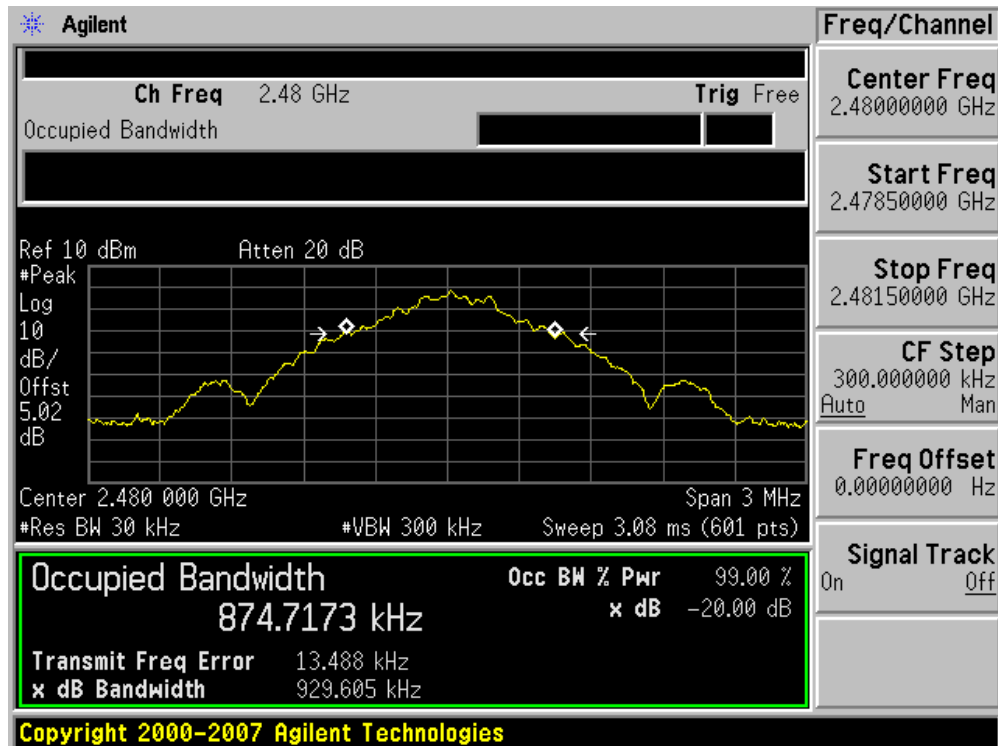 Agilent
Freq/Channel
Ch Freq 2.48 GHz Trig Free
Occupied Bandwidth
Center Freq
2.48000000 GHz
Start Freq
2.47850000 GHz
Stop Freq
2.48150000 GHz
CF Step
300.000000 kHz
Auto Man
Freq Offset
0.00000000 Hz
Signal Track
On Off
Ref 10 dBm Atten 20 dB
#Peak
Log
10
dB/
Offst
5.02
dB
Center 2.480 000 GHz Span 3 MHz
#Res BW 30 kHz #VBW 300 kHz Sweep 3.08 ms (601 pts)
Occupied Bandwidth Occ BW % Pwr 99.00 %
874.7173 kHz x dB -20.00 dB
Transmit Freq Error 13.488 kHz
x dB Bandwidth 929.605 kHz
Copyright 2000-2007 Agilent Technologies